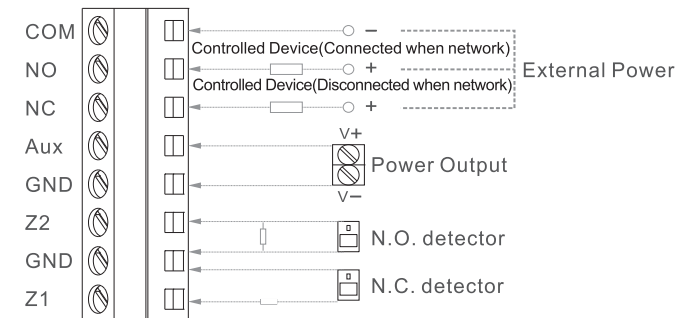 COM
−
Controlled Device(Connected when network)
NO
+
External Power
Controlled Device(Disconnected when network)
NC
+
Aux
V+
Power Output
GND
V−
Z2
N.O. detector
GND
N.C. detector
Z1